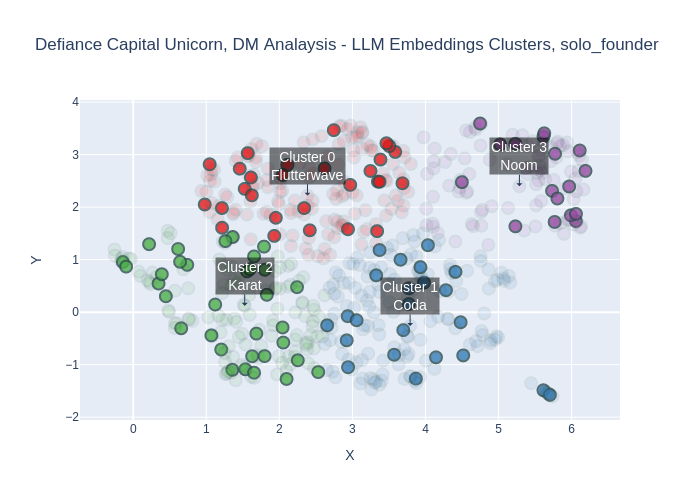 Defiance Capital Unicorn, DM Analaysis - LLM Embeddings Clusters, solo_founder
4
3
2
1
0
−1
−2
Y
Cluster 0
Flutterwave
Cluster 3
Noom
Cluster 2
Karat
Cluster 1
Coda
0 1 2 3 4 5 6
X